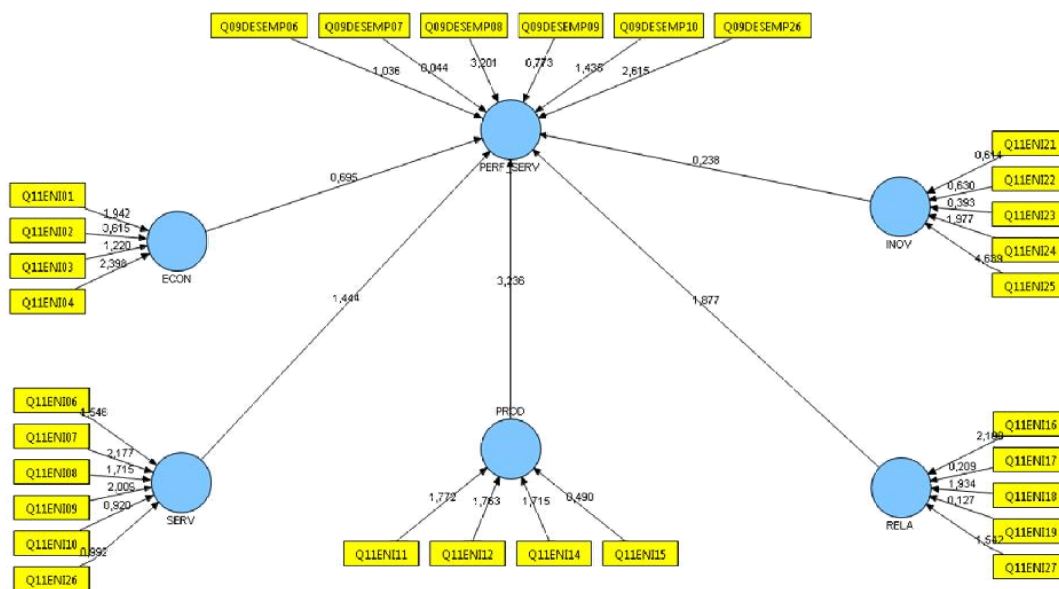 Q09DESEMP06
Q09DESEMP07
Q09DESEMP08
Q09DESEMP09
Q09DESEMP10
Q09DESEMP26
1,036
0,044
3,201
0,773
1,436
2,615
PERF_SERV
0,695
0,238
1,444
3,236
1,877
Q11ENI01
Q11ENI02
Q11ENI03
Q11ENI04
1,942
3,615
1,220
2,398
ECON
Q11ENI21
Q11ENI22
Q11ENI23
Q11ENI24
Q11ENI25
0,614
0,630
0,393
1,977
4,639
INOV
Q11ENI06
Q11ENI07
Q11ENI08
Q11ENI09
Q11ENI10
Q11ENI26
1,546
2,177
1,715
2,006
0,920
0,992
SERV
PROD
1,772
1,763
1,715
0,490
Q11ENI11
Q11ENI12
Q11ENI14
Q11ENI15
Q11ENI16
Q11ENI17
Q11ENI18
Q11ENI19
Q11ENI27
0,209
1,934
0,127
1,542
RELA